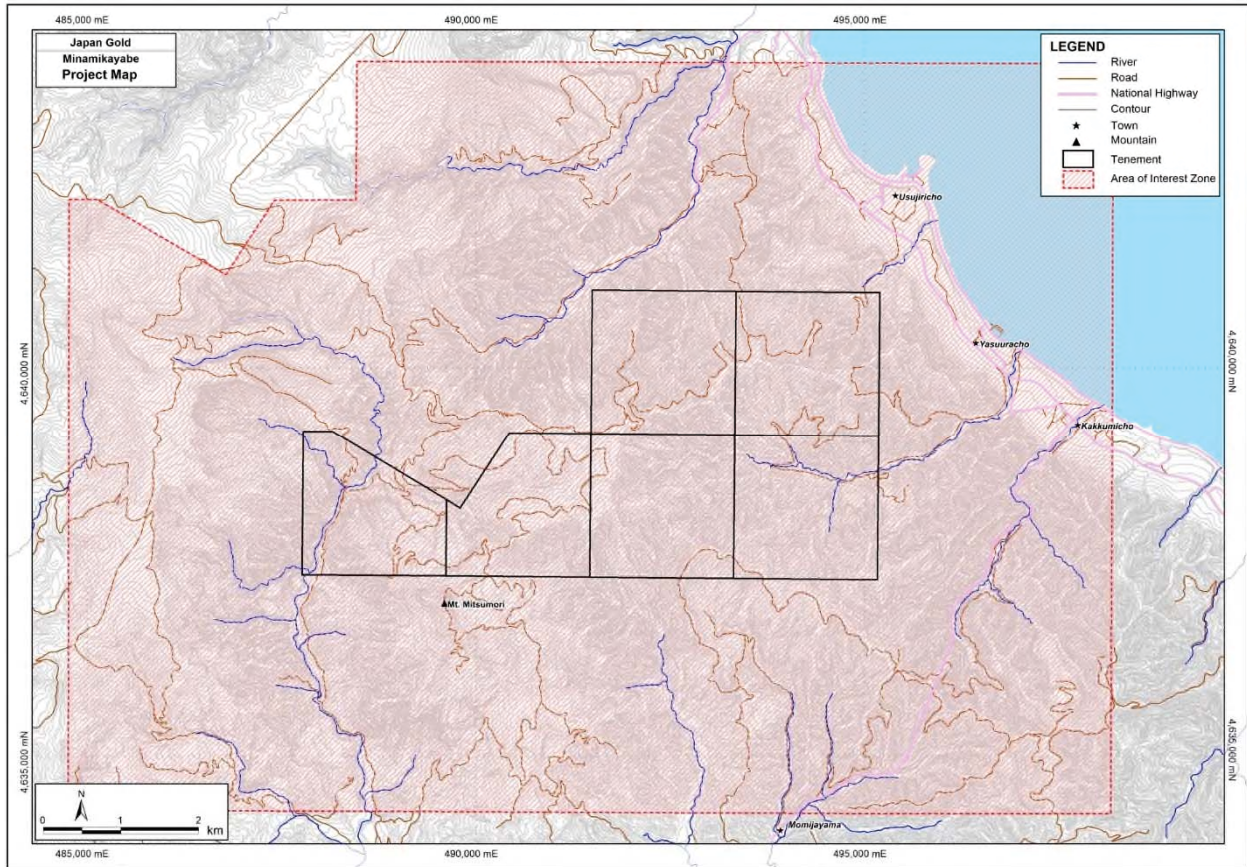 485,000 mE
490,000 mE
495,000 mE
Japan Gold
Minamikayabe
Project Map
LEGEND
River
Road
National Highway
Contour
Town
Mountain
Tenement
Area of Interest Zone
Usujiricho
Yasuuracho
Kakkumicho
Mt. Mitsumori
Momijayama
4,640,000 mN
4,640,000 mN
4,635,000 mN
4,635,000 mN
N
0 1 2
km
485,000 mE
490,000 mE
495,000 mE